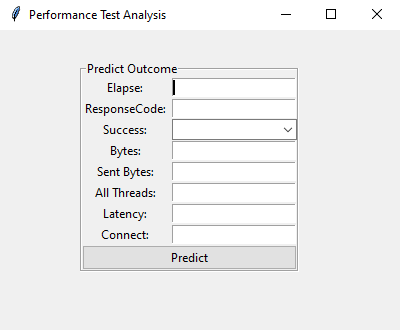 Performance Test Analysis
Predict Outcome
Elapse:
ResponseCode:
Success:
Bytes:
Sent Bytes:
All Threads:
Latency:
Connect:
Predict